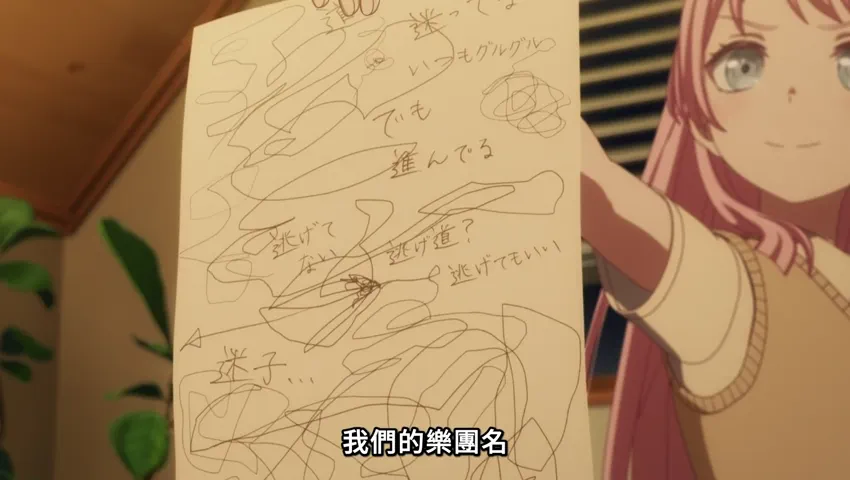 迷ってる
いつもグルグル
でも
進んでる
逃げて
ない
逃げ道?
逃げてもいい
迷子...
我們的樂團名